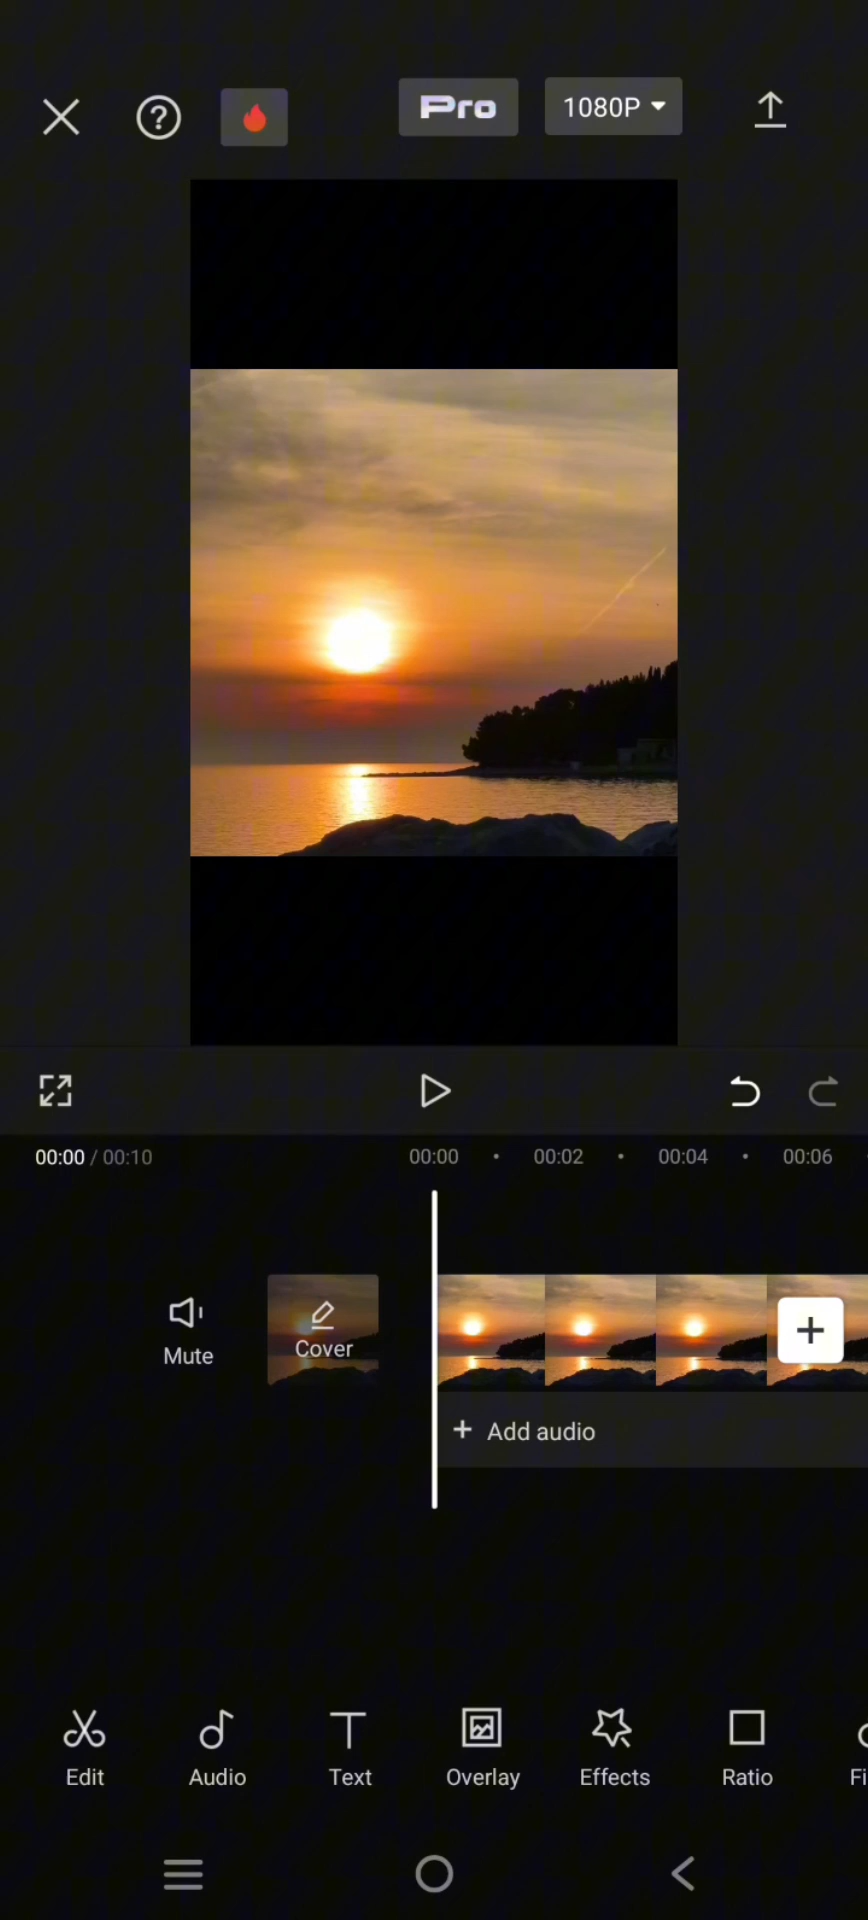 ?
Pro
1080P
00:00 / 00:10
00:00 • 00:02 • 00:04 • 00:06
Mute
Cover
+ Add audio
Edit
Audio
Text
Overlay
Effects
Ratio
Fi